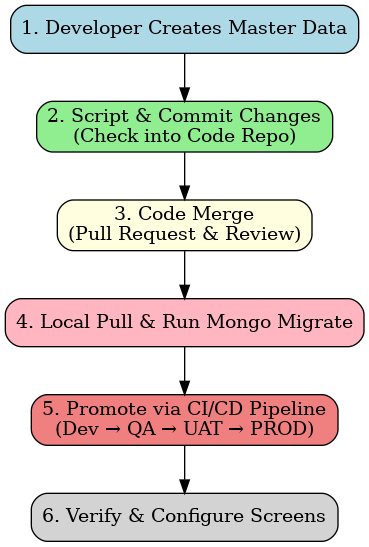 1. Developer Creates Master Data
2. Script & Commit Changes
(Check into Code Repo)
3. Code Merge
(Pull Request & Review)
4. Local Pull & Run Mongo Migrate
5. Promote via CI/CD Pipeline
(Dev → QA → UAT → PROD)
6. Verify & Configure Screens